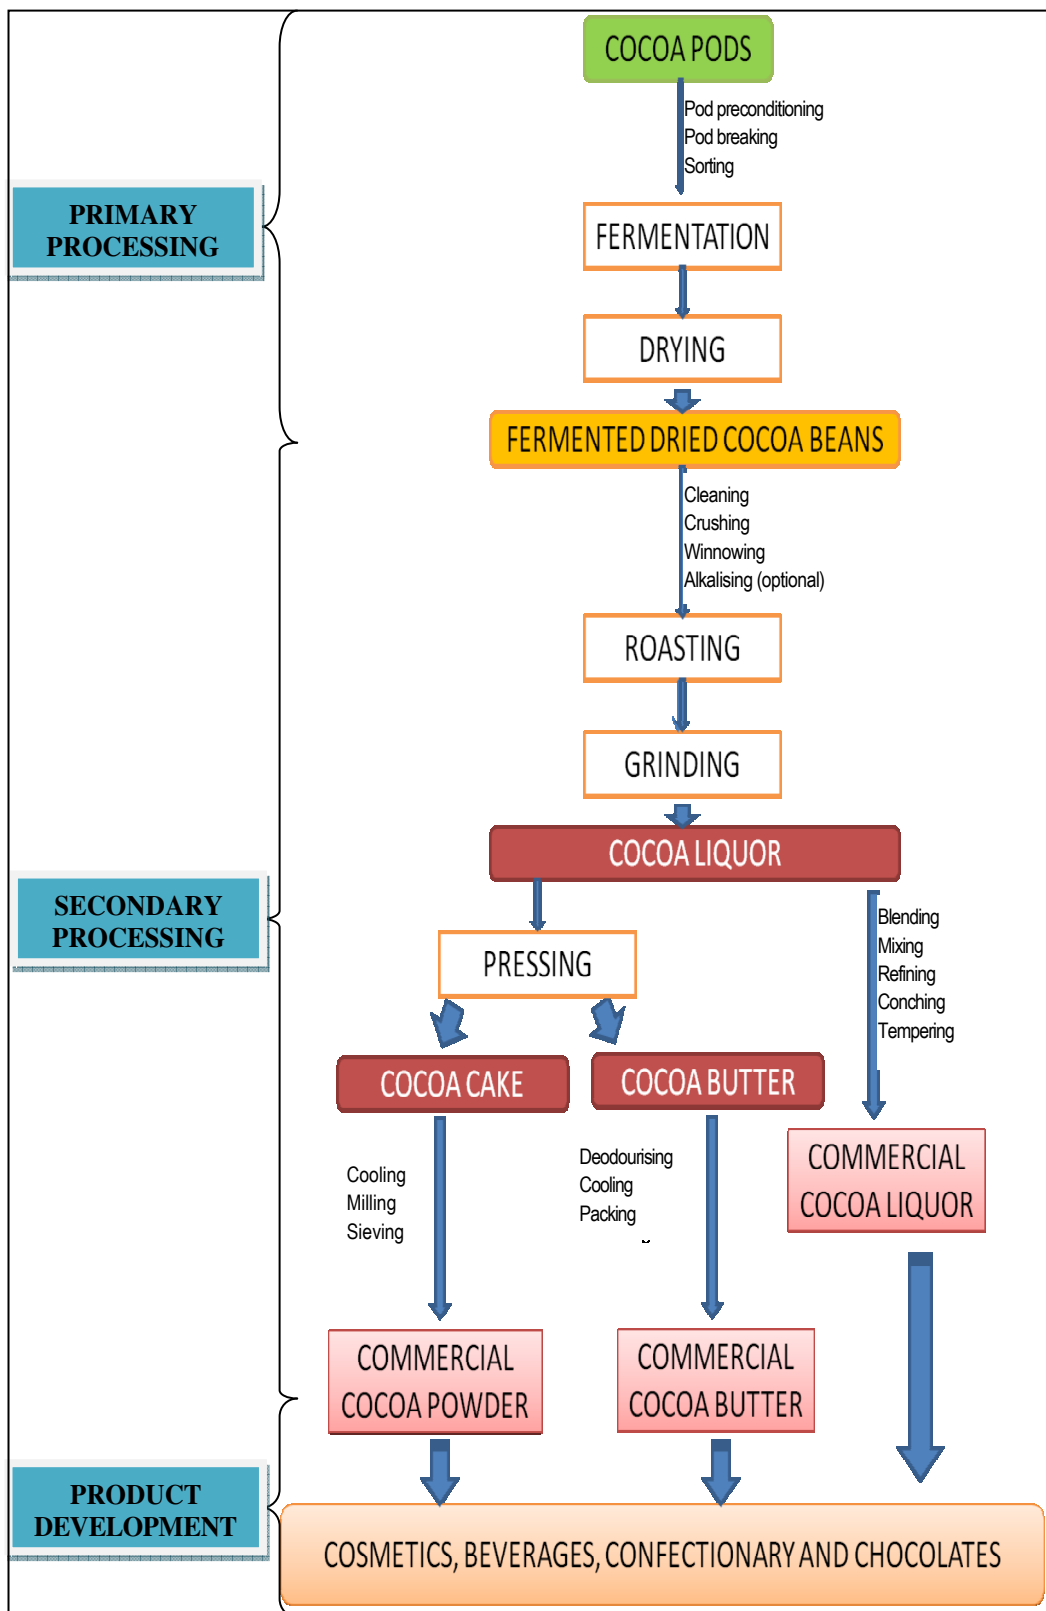 COCOA PODS
Pod preconditioning
Pod breaking
Sorting
PRIMARY
PROCESSING
FERMENTATION
DRYING
FERMENTED DRIED COCOA BEANS
Cleaning
Crushing
Winnowing
Alkalising (optional)
ROASTING
GRINDING
COCOA LIQUOR
SECONDARY
PROCESSING
PRESSING
Blending
Mixing
Refining
Conching
Tempering
COCOA CAKE
COCOA BUTTER
Cooling
Milling
Sieving
Deodourising
Cooling
Packing
COMMERCIAL
COCOA LIQUOR
COMMERCIAL
COCOA POWDER
COMMERCIAL
COCOA BUTTER
PRODUCT
DEVELOPMENT
COSMETICS, BEVERAGES, CONFECTIONARY AND CHOCOLATES